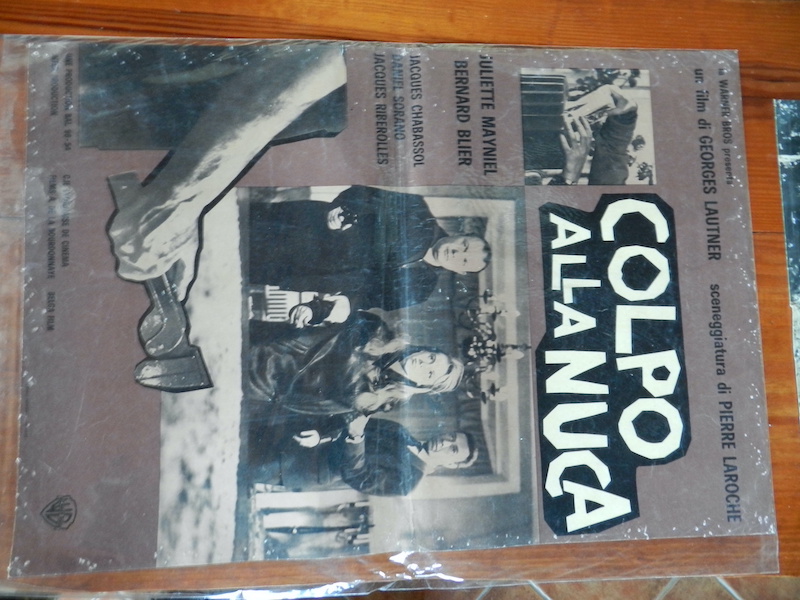 la WARNER BROS presenta
un film di GEORGES LAUTNER
sceneggiatura di PIERRE LAROCHE
COLPO
ALLA NUCA
JULIETTE MAYNIEL
BERNARD BLIER
JACQUES CHABASSOL
DANIEL SORANO
JACQUES RIBEROLLES
WB